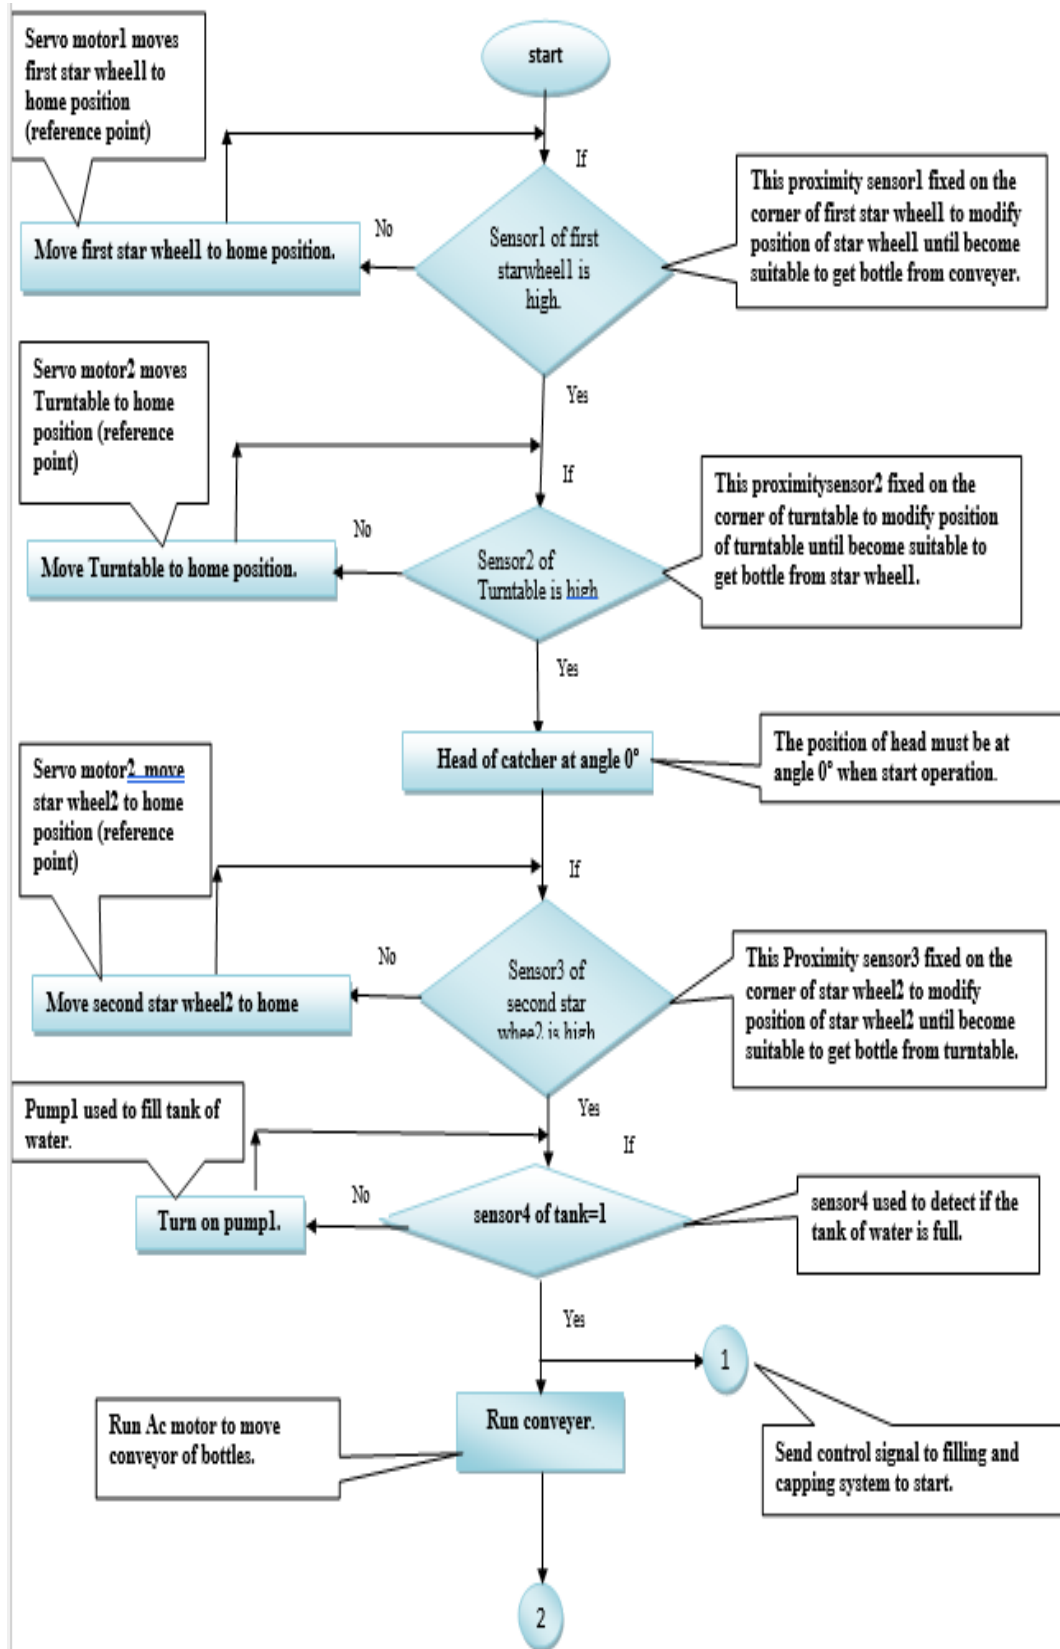 start
Servo motor1 moves
first star wheel1 to
home position
(reference point)
If
This proximity sensor1 fixed on the
corner of first star wheel1 to modify
position of star wheel1 until become
suitable to get bottle from conveyer.
No
Move first star wheel1 to home position.
Sensor1 of first
starwheel1 is
high.
Yes
Servo motor2 moves
Turntable to home
position (reference
point)
If
This proximitysensor2 fixed on the
corner of turntable to modify position
of turntable until become suitable to
get bottle from star wheel1.
No
Move Turntable to home position.
Sensor2 of
Turntable is high
Yes
Head of catcher at angle 0°
The position of head must be at
angle 0° when start operation.
Servo motor2 move
star wheel2 to home
position (reference
point)
If
This Proximity sensor3 fixed on the
corner of star wheel2 to modify
position of star wheel2 until become
suitable to get bottle from turntable.
No
Move second star wheel2 to home
Sensor3 of
second star
whee2 is high
Yes
Pump1 used to fill tank of
water.
If
No
Turn on pump1.
sensor4 of tank=1
sensor4 used to detect if the
tank of water is full.
Yes
1
Run conveyer.
Run Ac motor to move
conveyor of bottles.
Send control signal to filling and
capping system to start.
2